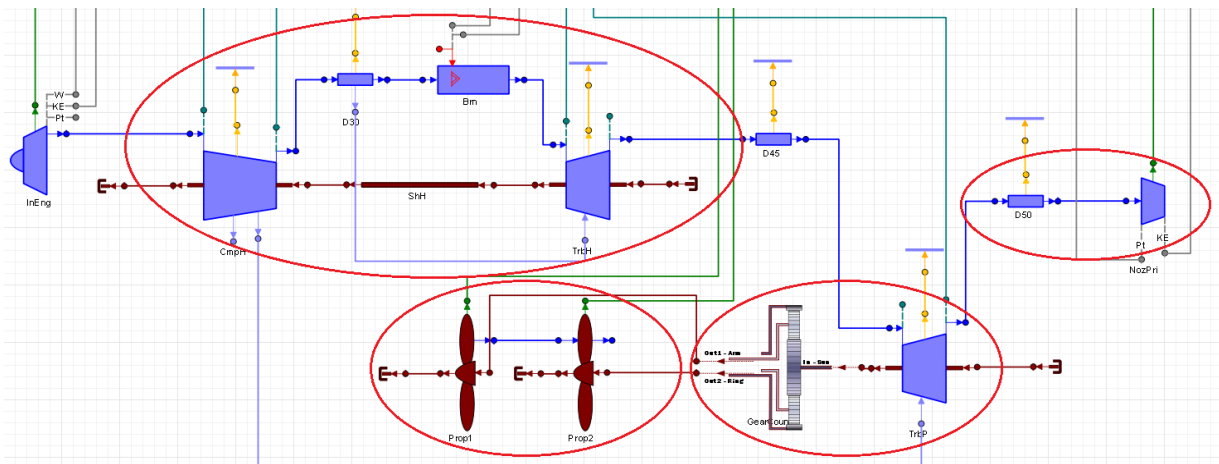 W
KE
Pt
InEng
D30
Brn
CmpH
ShH
TrbH
D45
D50
Pt
KE
NozPri
Prop1
Prop2
Out1 - Arm
Out2 - Ring
In - Sun
GearCoun
TrbP